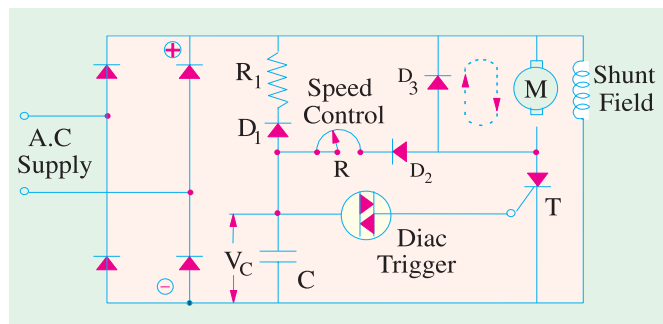 +
R1
D1
Speed
Control
R
D3
D2
M
Shunt
Field
A.C
Supply
T
Diac
Trigger
VC
C
−